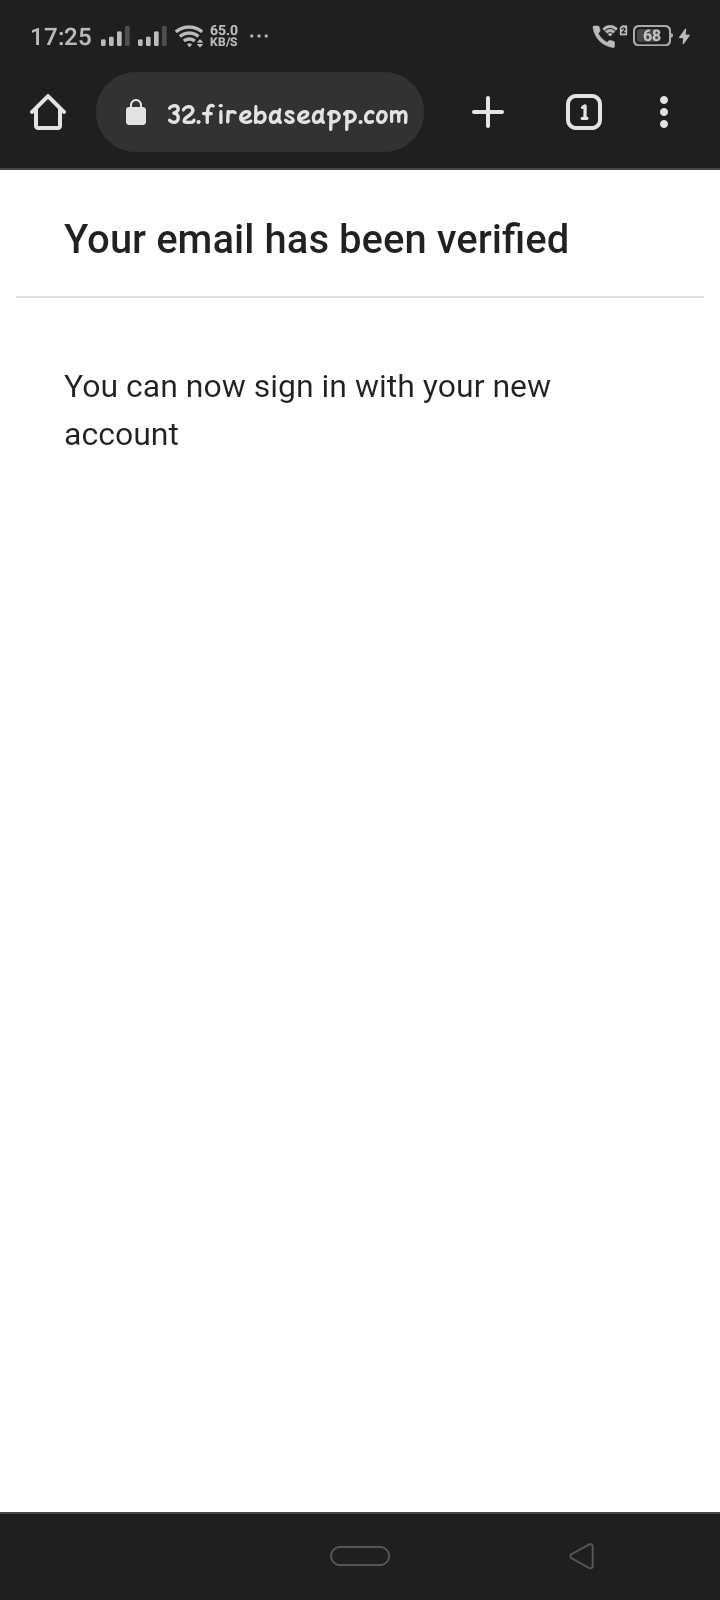 17:25 65.0 KB/S ... 2 68
32.firebaseapp.com 1
Your email has been verified
You can now sign in with your new
account